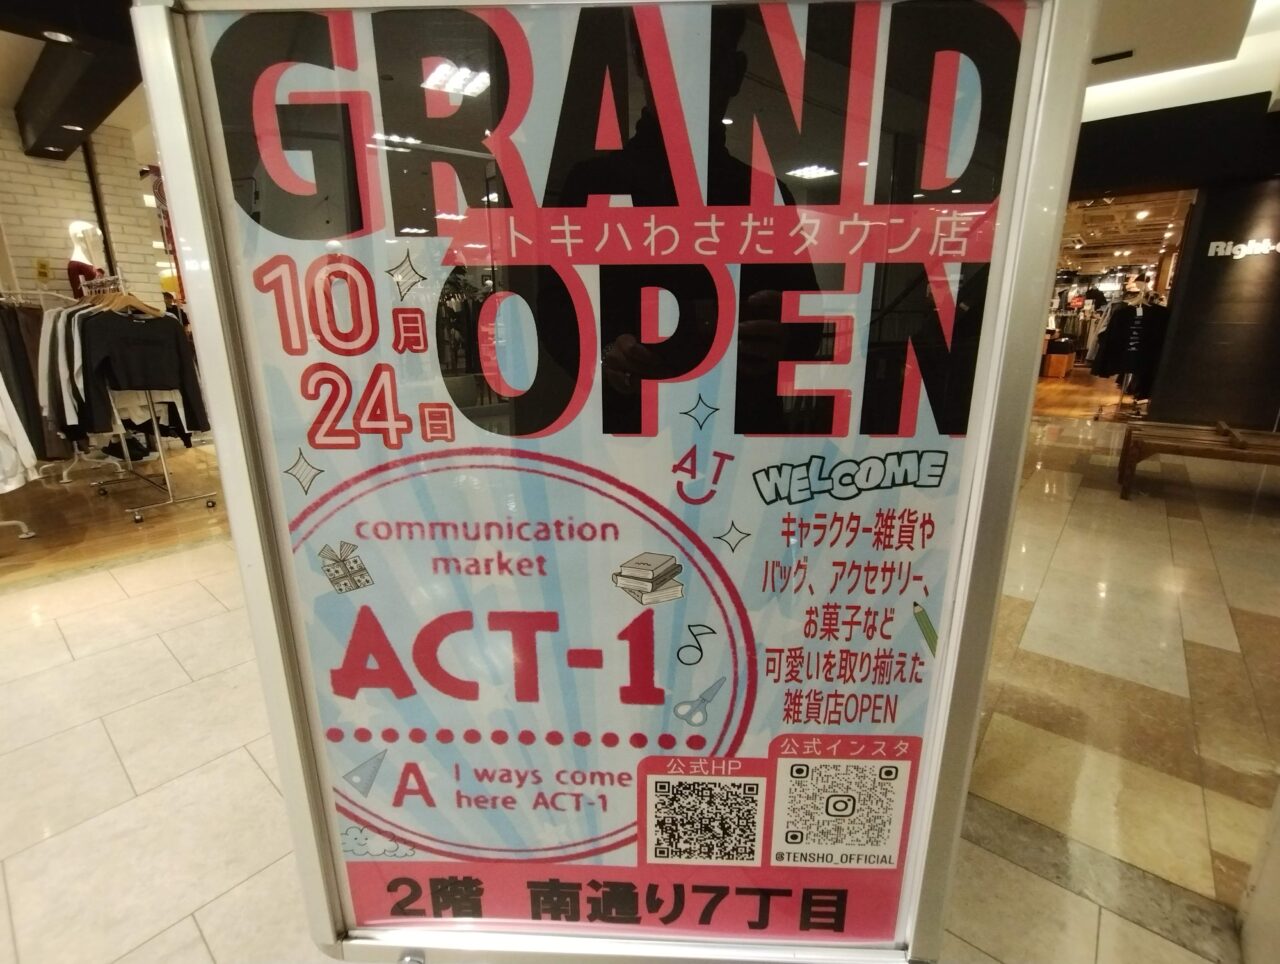 GRAND
トキハわさだタウン店
OPEN
10月
24日
AT
WELCOME
キャラクター雑貨や
バッグ、アクセサリー、
お菓子など
可愛いを取り揃えた
雑貨店OPEN
communication
market
ACT-1
A l ways come
here ACT-1
公式HP
公式インスタ
@TENSHO_OFFICIAL
2階 南通り7丁目
Right-